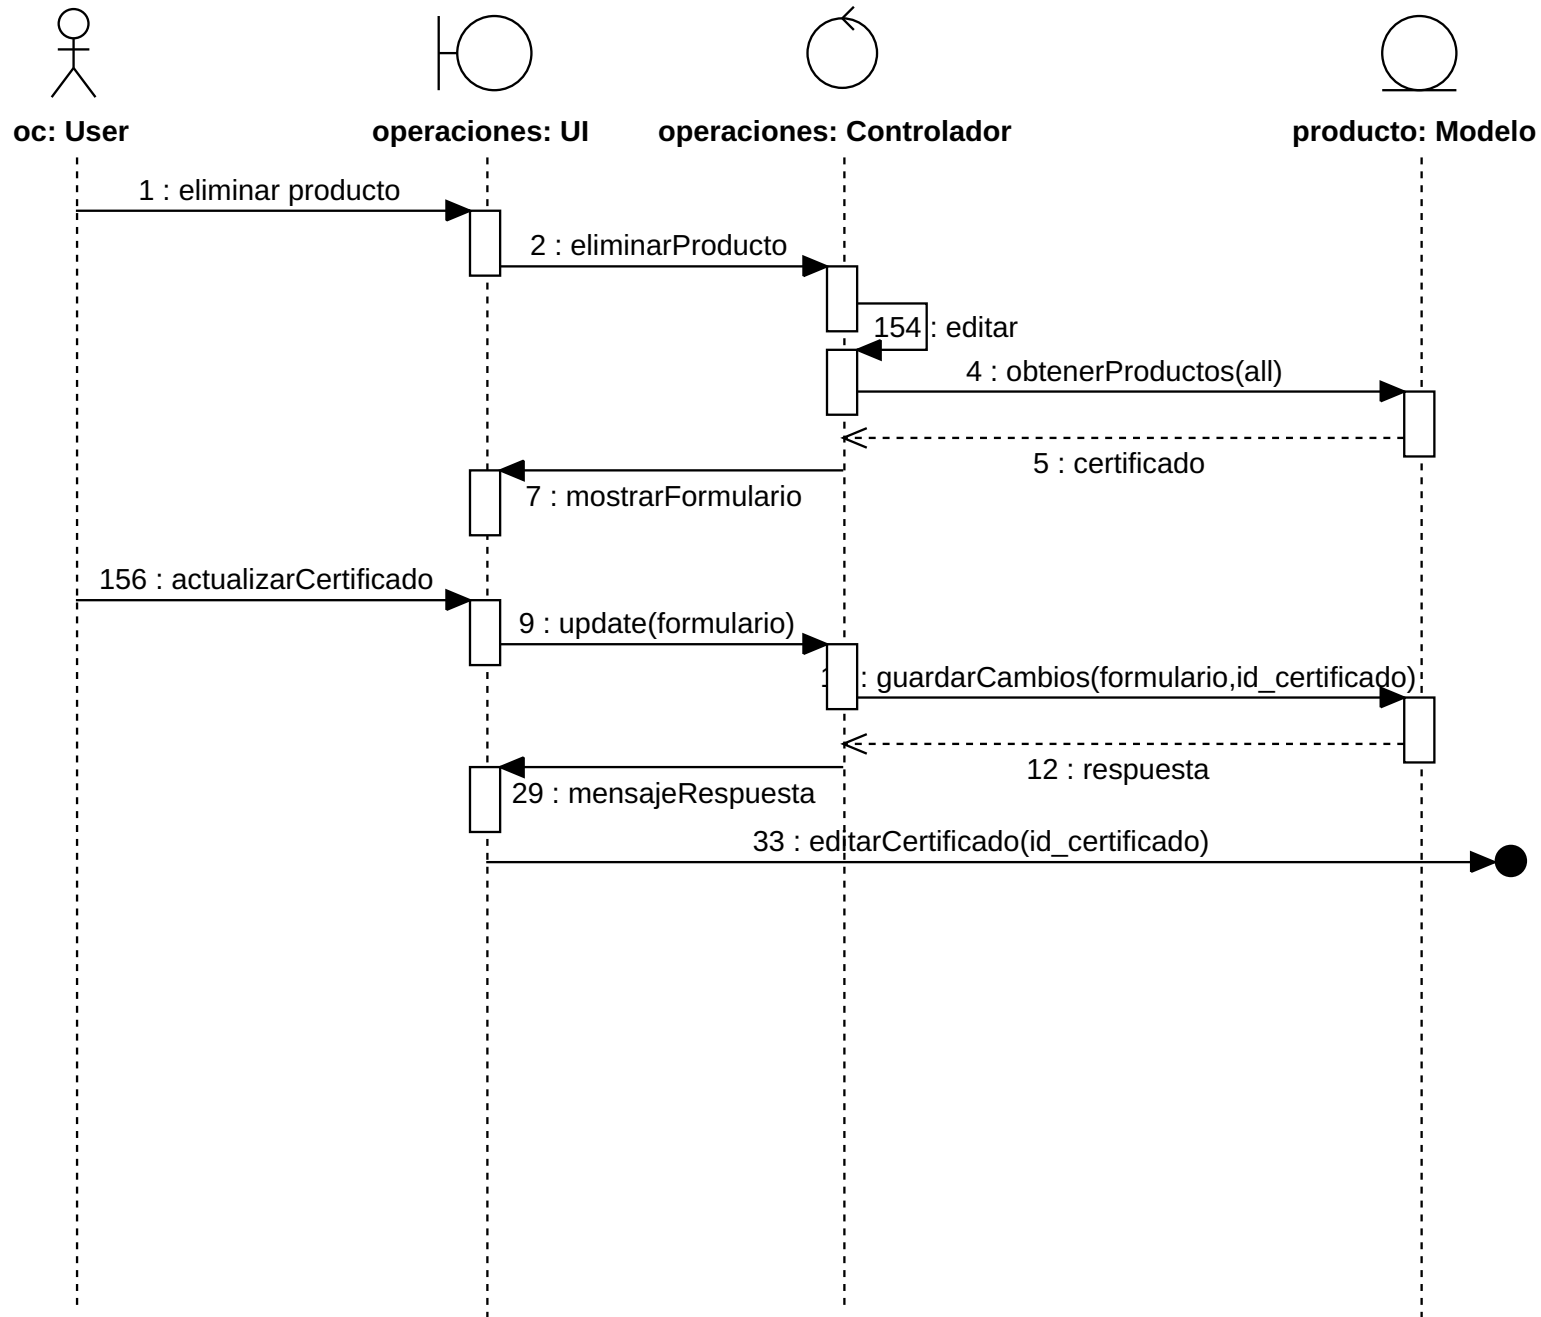 oc: User
operaciones: UI
operaciones: Controlador
producto: Modelo
1 : eliminar producto
2 : eliminarProducto
154 : editar
4 : obtenerProductos(all)
5 : certificado
7 : mostrarFormulario
156 : actualizarCertificado
9 : update(formulario)
: guardarCambios(formulario,id_certificado)
12 : respuesta
29 : mensajeRespuesta
33 : editarCertificado(id_certificado)